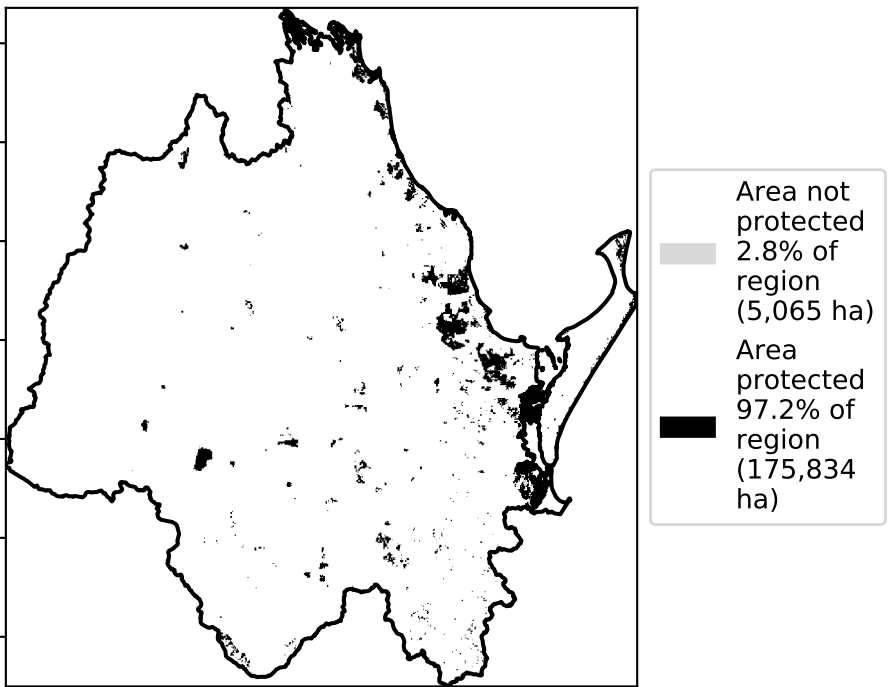 Area not
protected
2.8% of
region
(5,065 ha)
Area
protected
97.2% of
region
(175,834
ha)